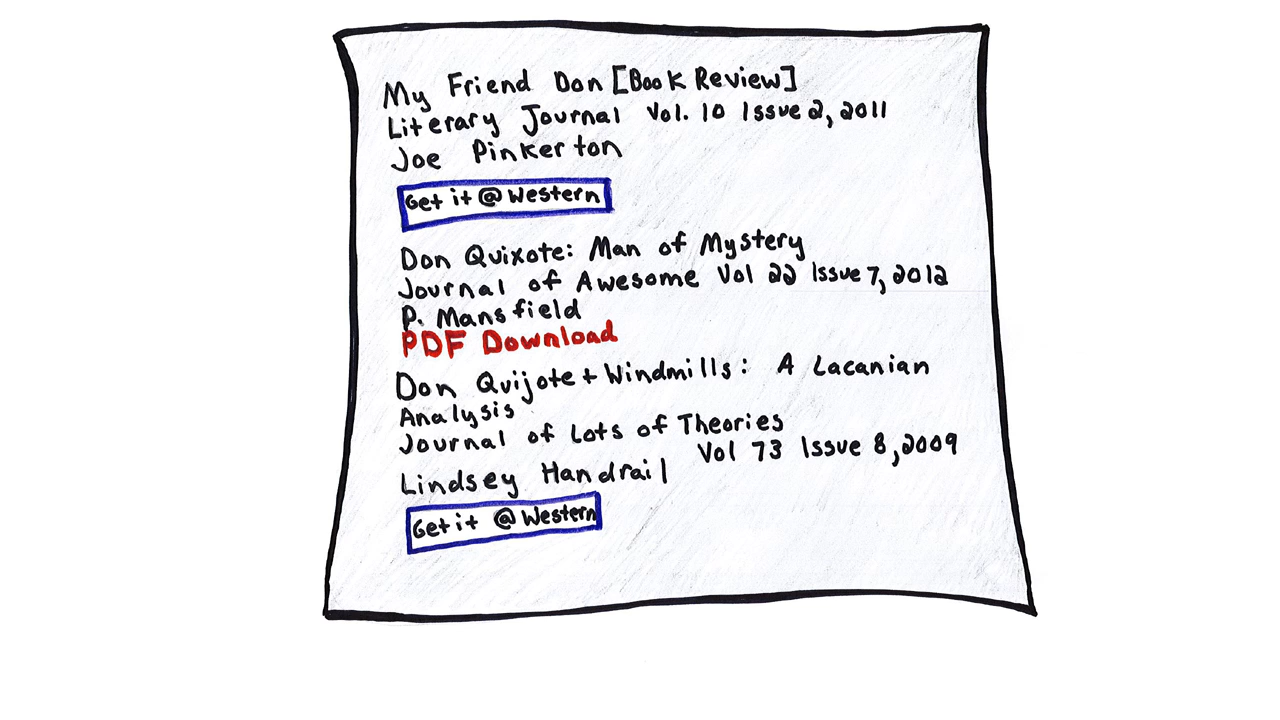 My Friend Don [Book Review]
Literary Journal Vol. 10 Issue 2, 2011
Joe Pinkerton
Get it @ Western
Don Quixote: Man of Mystery
Journal of Awesome Vol 22 Issue 7, 2012
P. Mansfield
PDF Download
Don Quijote + Windmills: A Lacanian
Analysis
Journal of Lots of Theories
Vol 73 Issue 8, 2009
Lindsey Handrail
Get it @ Western